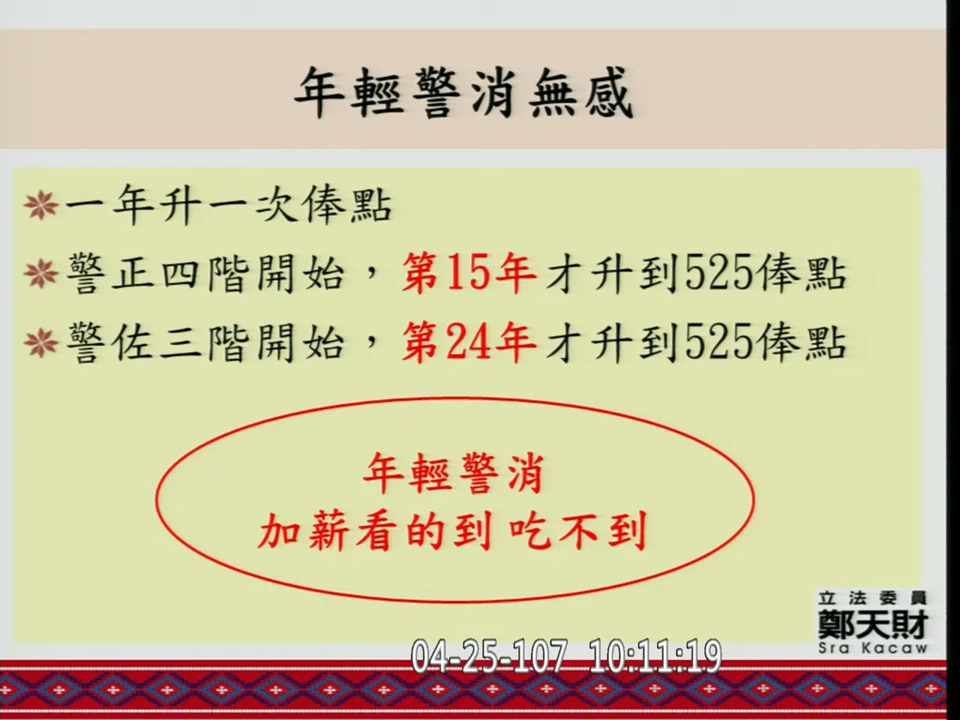 年輕警消無感
一年升一次俸點
警正四階開始，第15年才升到525俸點
警佐三階開始，第24年才升到525俸點
年輕警消
加薪看的到 吃不到
立法委員
鄭天財
Sra Kacaw
04-25-107 10:11:19